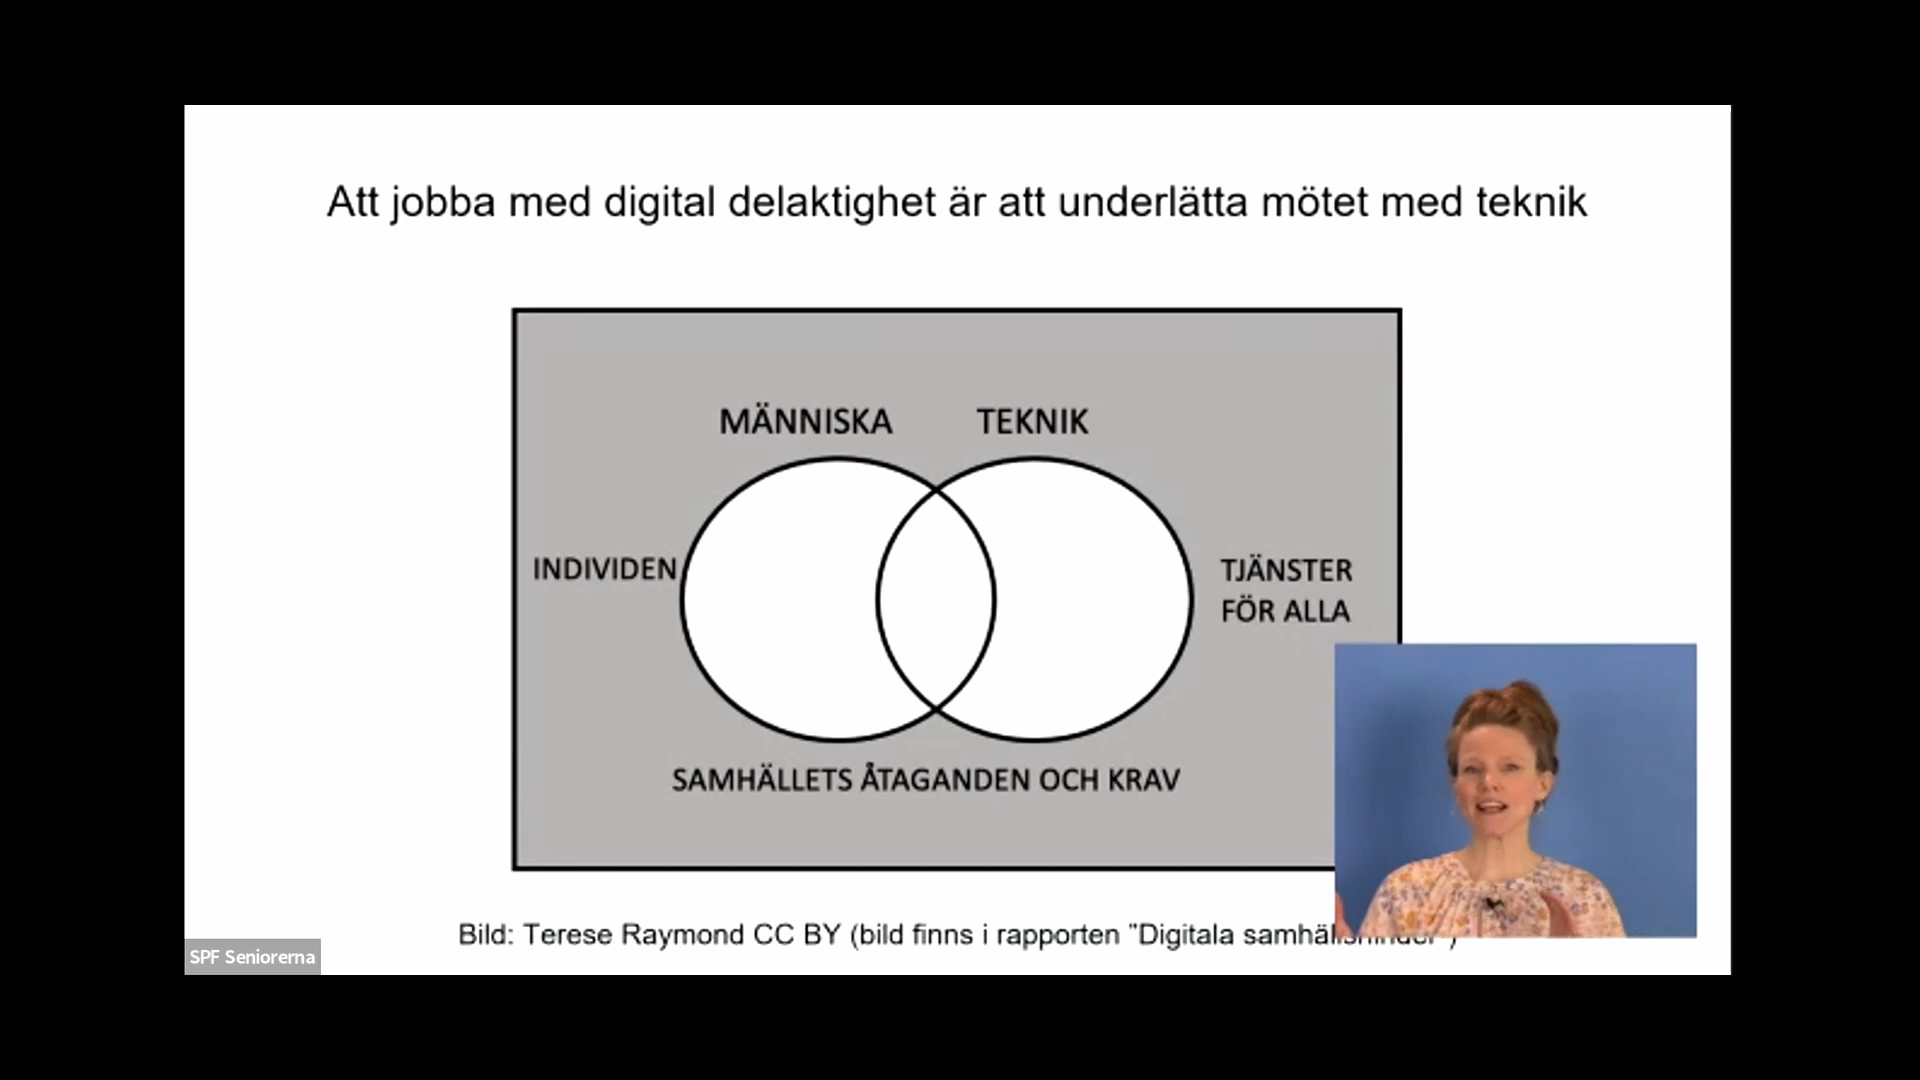 Att jobba med digital delaktighet är att underlätta mötet med teknik
MÄNNISKA TEKNIK
INDIVIDEN
TJÄNSTER
FÖR ALLA
SAMHÄLLETS ÅTAGANDEN OCH KRAV
Bild: Terese Raymond CC BY (bild finns i rapporten "Digitala
SPF Seniorerna